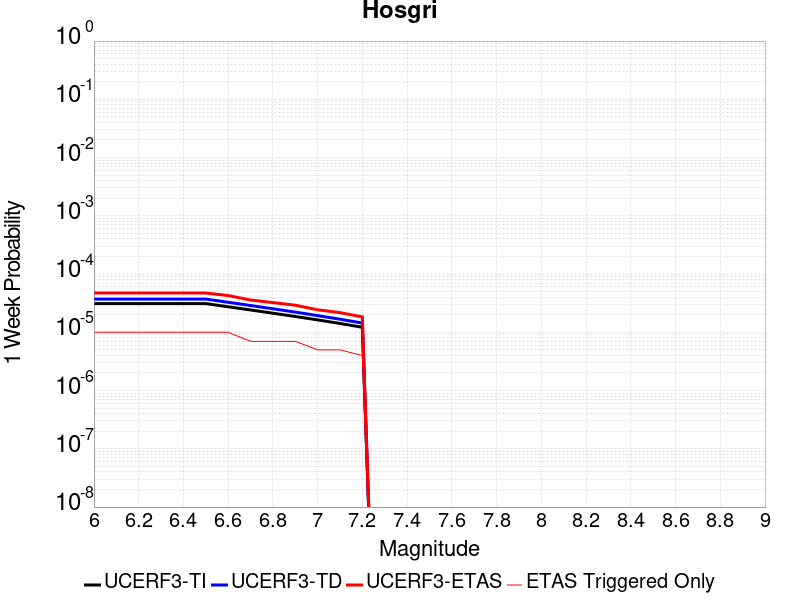 Hosgri
10^0
10^-1
10^-2
10^-3
10^-4
10^-5
10^-6
10^-7
10^-8
1 Week Probability
6 6.2 6.4 6.6 6.8 7 7.2 7.4 7.6 7.8 8 8.2 8.4 8.6 8.8 9
Magnitude
UCERF3-TI UCERF3-TD UCERF3-ETAS ETAS Triggered Only